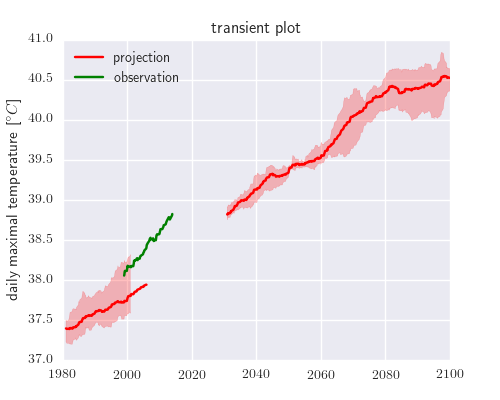 transient plot
projection
observation
daily maximal temperature [°C]
41.0
40.5
40.0
39.5
39.0
38.5
38.0
37.5
37.0
1980 2000 2020 2040 2060 2080 2100